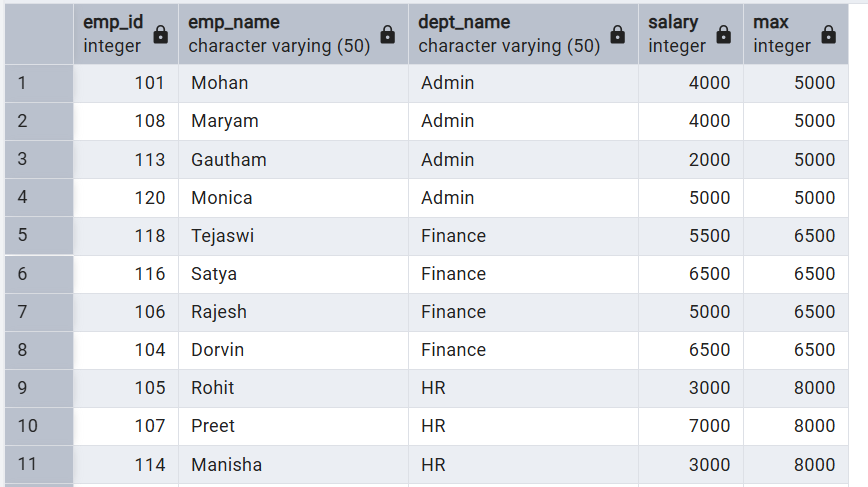 emp_id emp_name dept_name salary max
integer character varying (50) character varying (50) integer integer
1 101 Mohan Admin 4000 5000
2 108 Maryam Admin 4000 5000
3 113 Gautham Admin 2000 5000
4 120 Monica Admin 5000 5000
5 118 Tejaswi Finance 5500 6500
6 116 Satya Finance 6500 6500
7 106 Rajesh Finance 5000 6500
8 104 Dorvin Finance 6500 6500
9 105 Rohit HR 3000 8000
10 107 Preet HR 7000 8000
11 114 Manisha HR 3000 8000